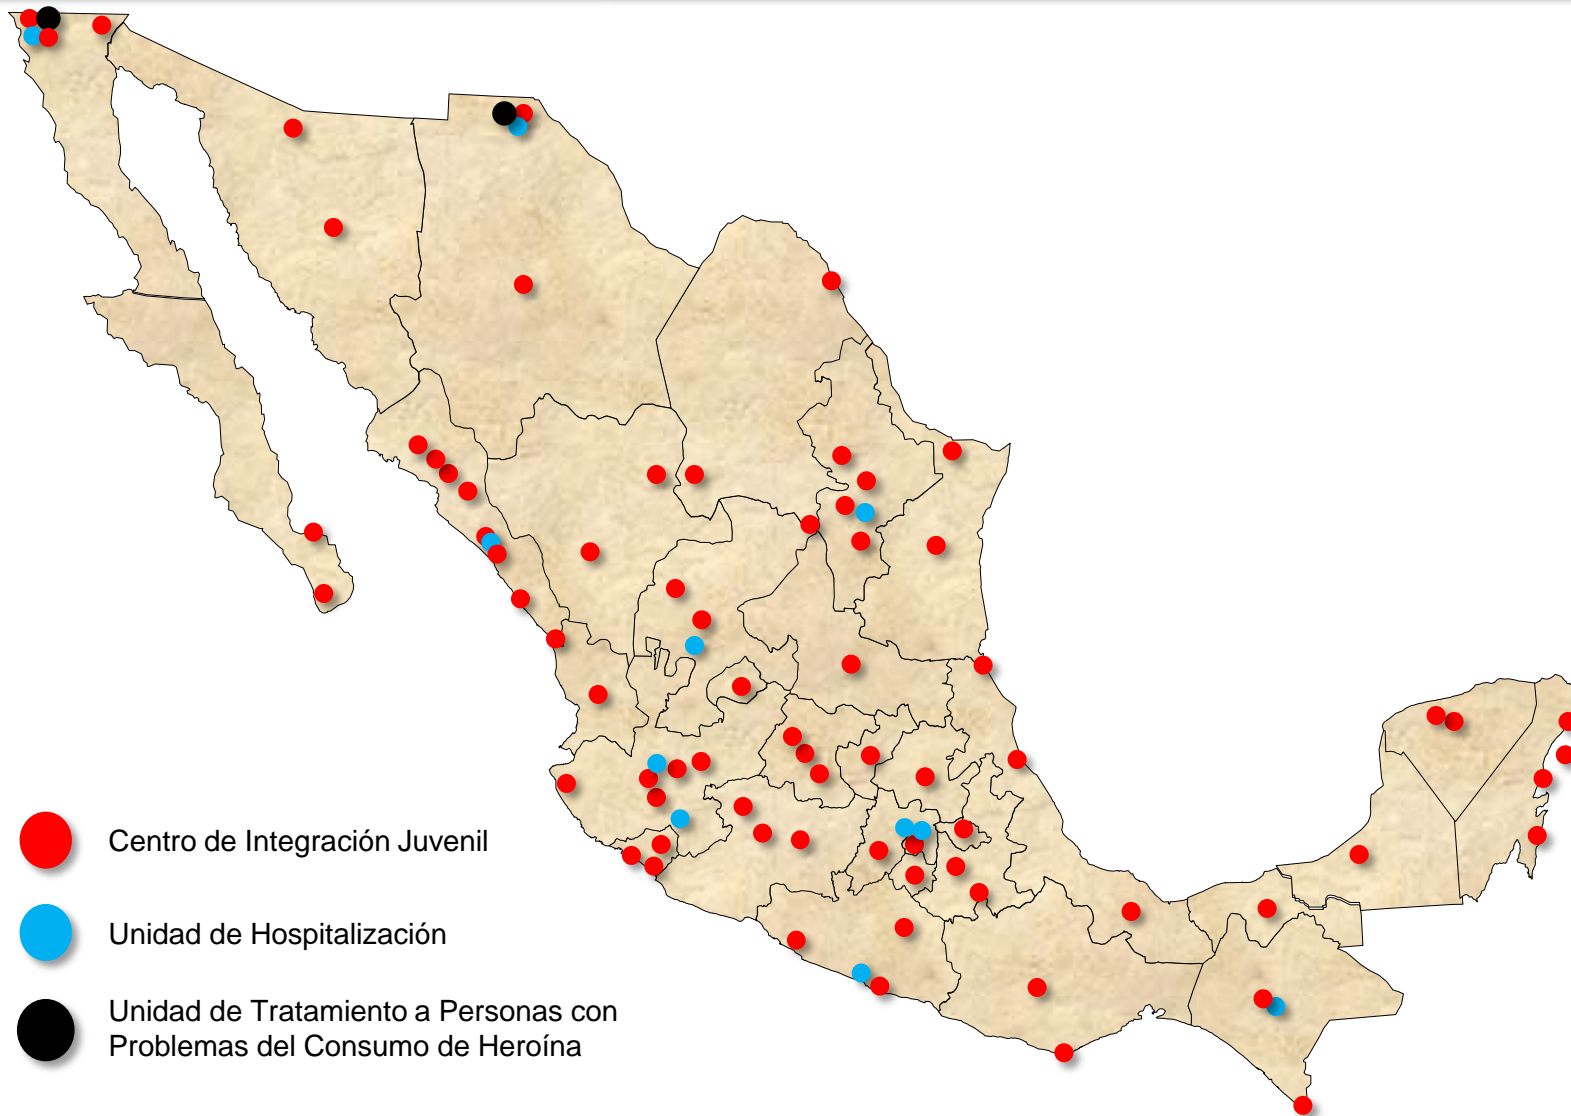 Centro de Integración Juvenil
Unidad de Hospitalización
Unidad de Tratamiento a Personas con
Problemas del Consumo de Heroína